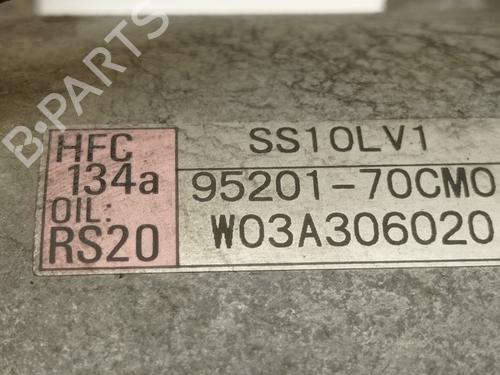 B-PARTS
HFC
134a
OIL:
RS20
SS10LV1
95201-70CM0
W03A306020